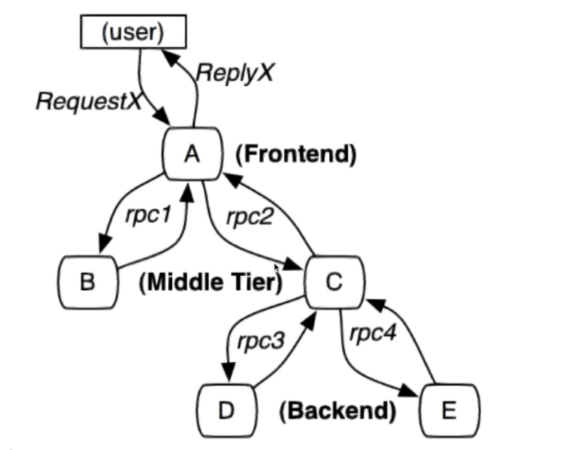 (user)
ReplyX
RequestX
A (Frontend)
rpc1 rpc2
B (Middle Tier) C
rpc3 rpc4
D (Backend) E